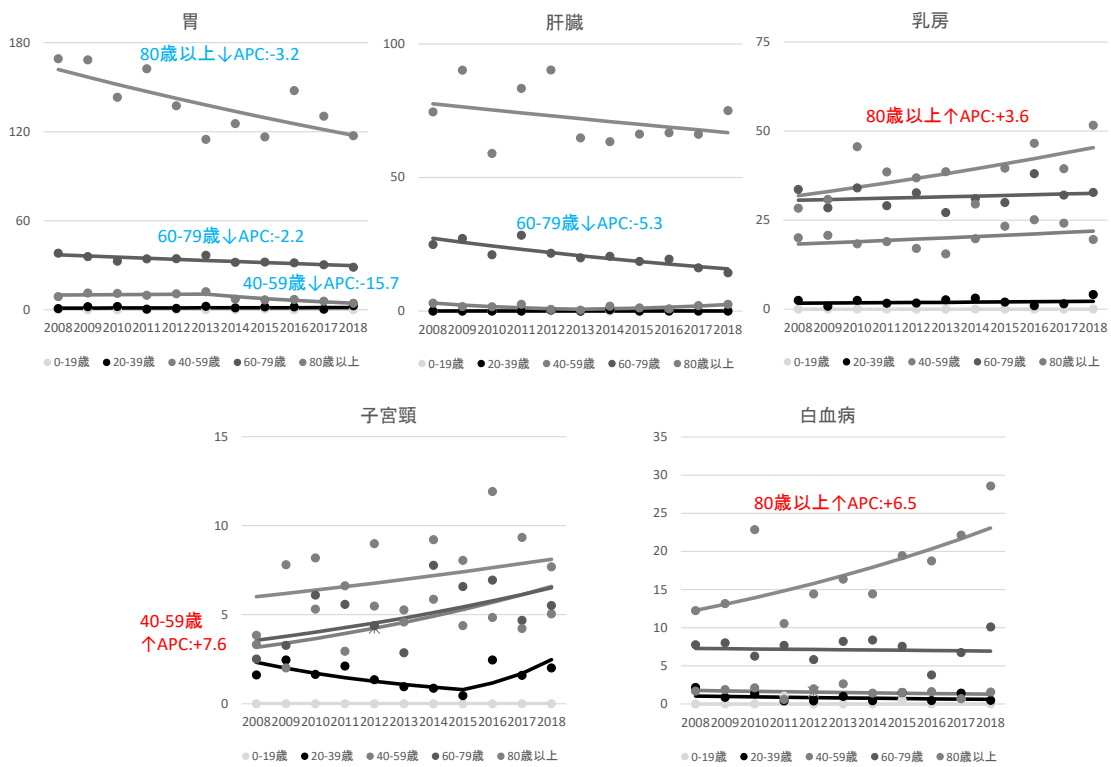 胃
180
120
60
0
80歳以上↓APC:-3.2
60-79歳↓APC:-2.2
40-59歳↓APC:-15.7
2008 2009 2010 2011 2012 2013 2014 2015 2016 2017 2018
0-19歳 20-39歳 40-59歳 60-79歳 80歳以上
肝臓
100
50
0
60-79歳↓APC:-5.3
2008 2009 2010 2011 2012 2013 2014 2015 2016 2017 2018
0-19歳 20-39歳 40-59歳 60-79歳 80歳以上
乳房
75
50
25
0
80歳以上↑APC:+3.6
2008 2009 2010 2011 2012 2013 2014 2015 2016 2017 2018
0-19歳 20-39歳 40-59歳 60-79歳 80歳以上
子宮頸
15
10
5
0
40-59歳
↑APC:+7.6
2008 2009 2010 2011 2012 2013 2014 2015 2016 2017 2018
0-19歳 20-39歳 40-59歳 60-79歳 80歳以上
白血病
35
30
25
20
15
10
5
0
80歳以上↑APC:+6.5
2008 2009 2010 2011 2012 2013 2014 2015 2016 2017 2018
0-19歳 20-39歳 40-59歳 60-79歳 80歳以上